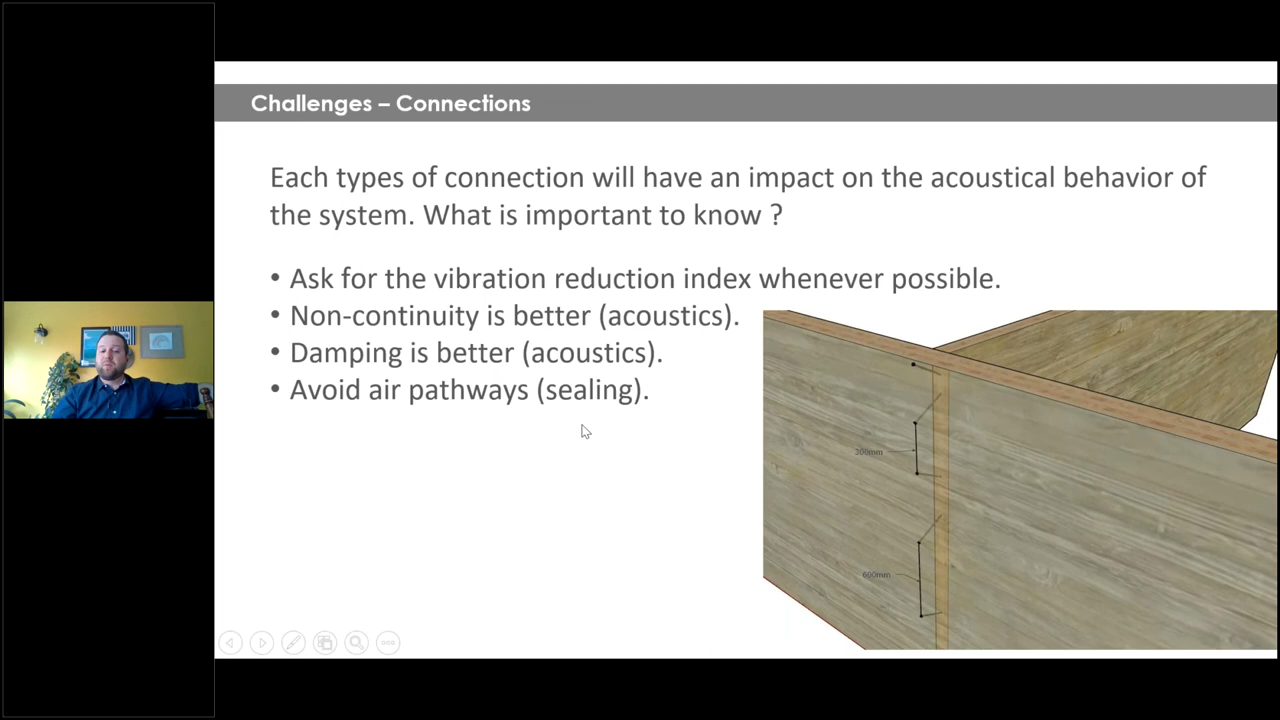 Challenges – Connections
Each types of connection will have an impact on the acoustical behavior of
the system. What is important to know ?
• Ask for the vibration reduction index whenever possible.
• Non-continuity is better (acoustics).
• Damping is better (acoustics).
• Avoid air pathways (sealing).
300mm
600mm